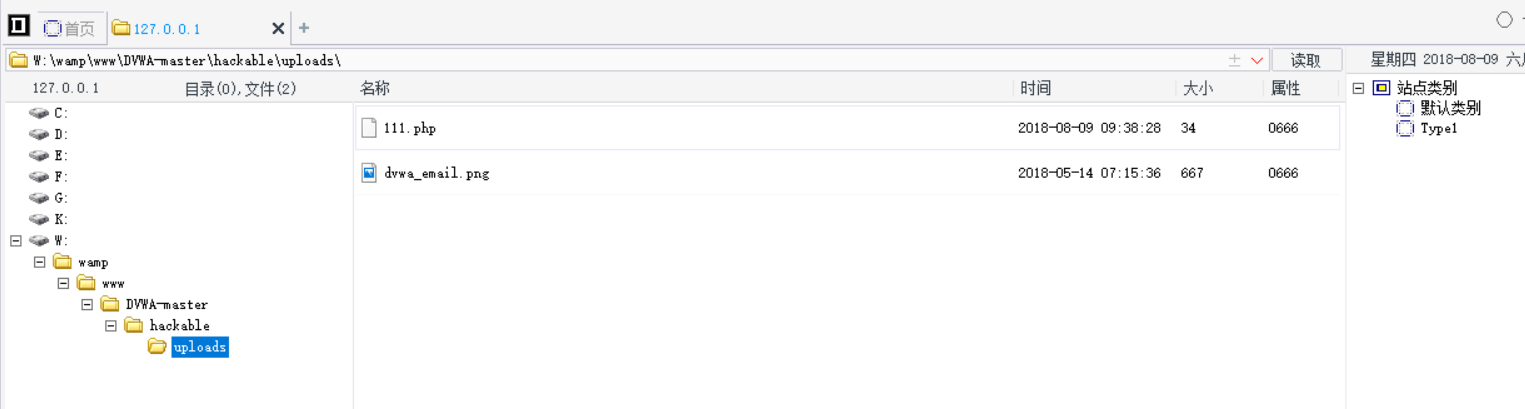 首页 127.0.0.1
W:\wamp\www\DVWA-master\hackable\uploads\ 读取 星期四 2018-08-09
127.0.0.1 目录(0),文件(2) 名称 时间 大小 属性 站点类别
C: 默认类别
D: 111.php 2018-08-09 09:38:28 34 0666 Type1
E:
F: dvwa_email.png 2018-05-14 07:15:36 667 0666
G:
K:
W:
wamp
www
DVWA-master
hackable
uploads